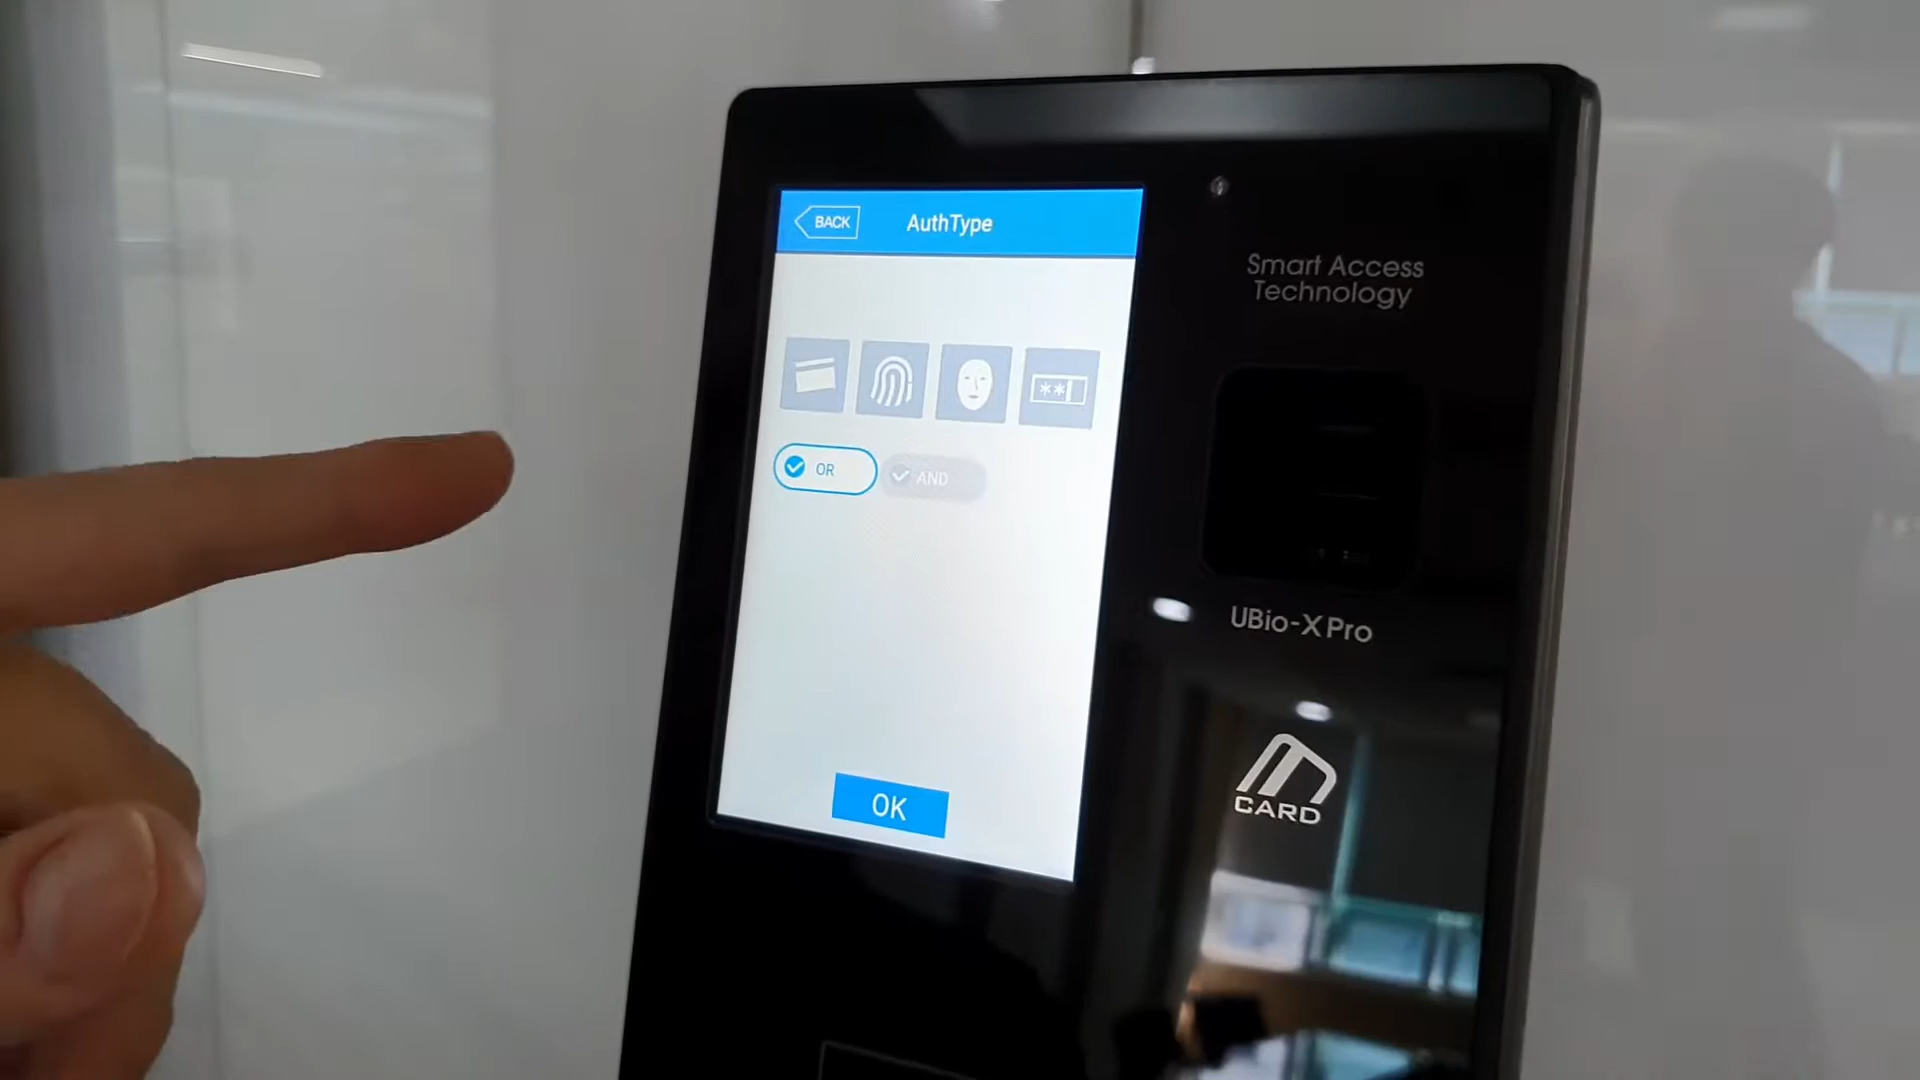 BACK
AuthType
**
OR
AND
OK
Smart Access
Technology
UBio-X Pro
CARD